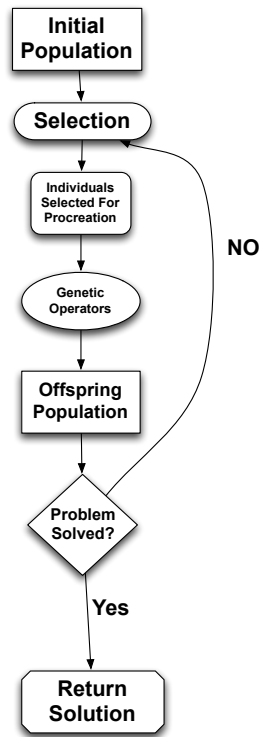 Initial
Population
Selection
Individuals
Selected For
Procreation
NO
Genetic
Operators
Offspring
Population
Problem
Solved?
Yes
Return
Solution